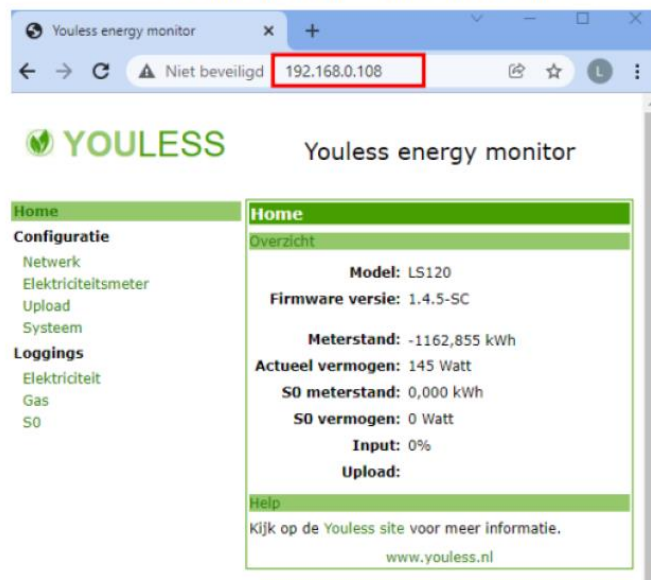 Youless energy monitor
Niet beveiligd 192.168.0.108
L
YOULESS
Youless energy monitor
Home
Configuratie
Netwerk
Elektriciteitsmeter
Upload
Systeem
Loggings
Elektriciteit
Gas
S0
Home
Overzicht
Model: LS120
Firmware versie: 1.4.5-SC
Meterstand: -1162,855 kWh
Actueel vermogen: 145 Watt
S0 meterstand: 0,000 kWh
S0 vermogen: 0 Watt
Input: 0%
Upload:
Help
Kijk op de Youless site voor meer informatie.
www.youless.nl